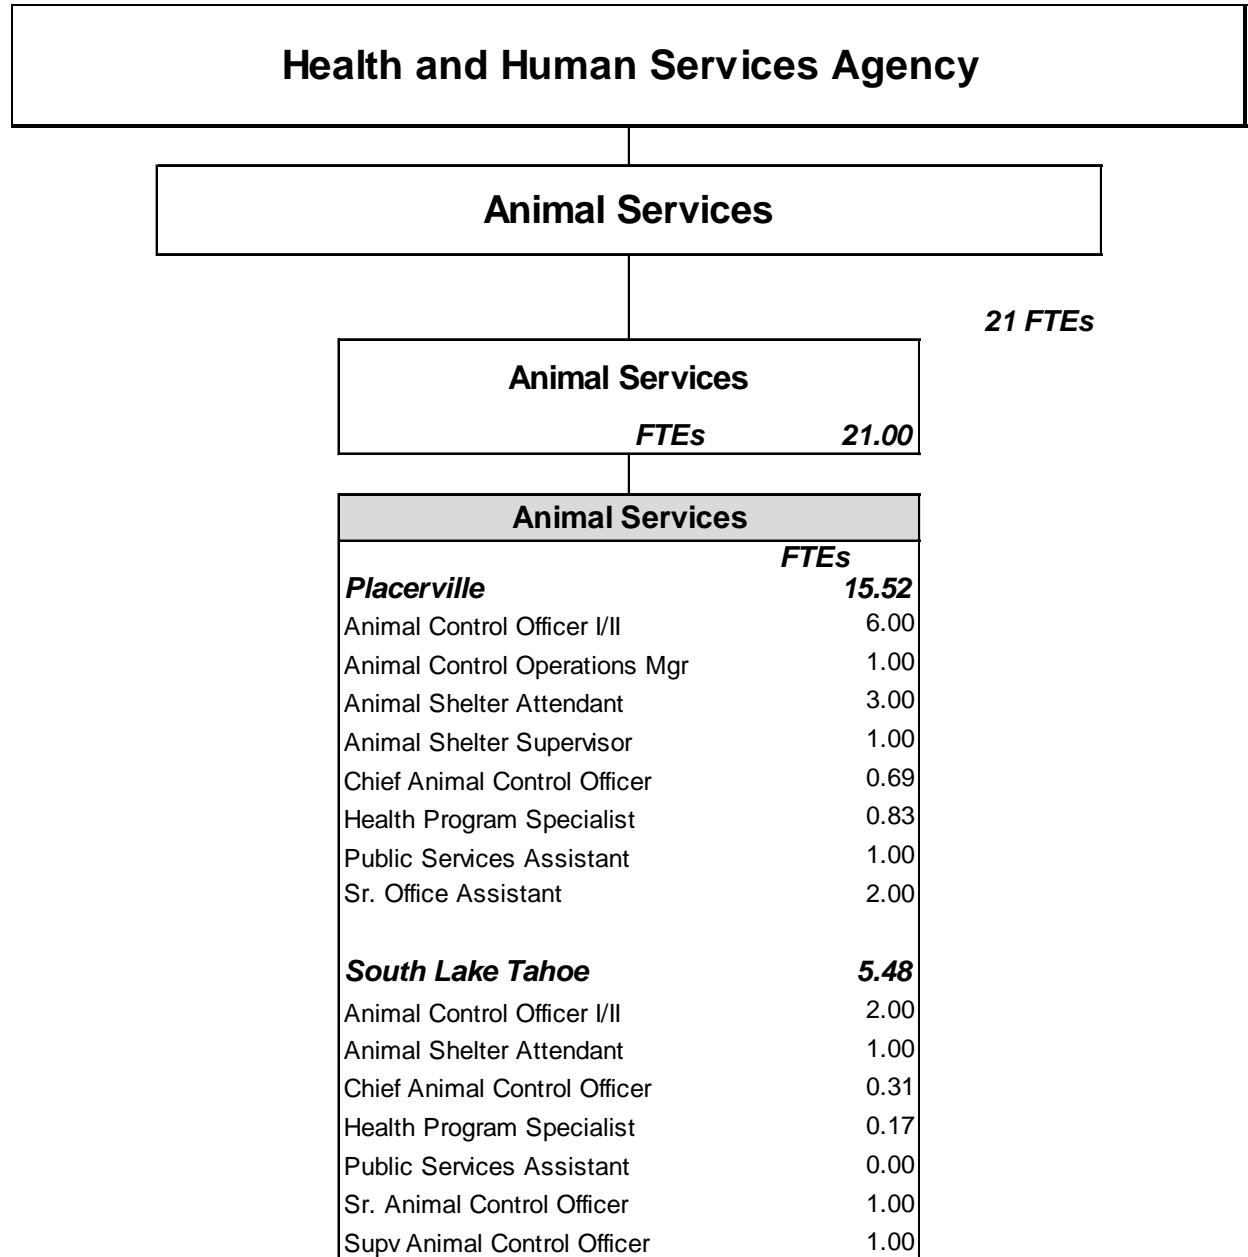 Health and Human Services Agency
Animal Services
21 FTEs
Animal Services
FTEs 21.00
Animal Services
FTEs
Placerville 15.52
Animal Control Officer I/II 6.00
Animal Control Operations Mgr 1.00
Animal Shelter Attendant 3.00
Animal Shelter Supervisor 1.00
Chief Animal Control Officer 0.69
Health Program Specialist 0.83
Public Services Assistant 1.00
Sr. Office Assistant 2.00
South Lake Tahoe 5.48
Animal Control Officer I/II 2.00
Animal Shelter Attendant 1.00
Chief Animal Control Officer 0.31
Health Program Specialist 0.17
Public Services Assistant 0.00
Sr. Animal Control Officer 1.00
Supv Animal Control Officer 1.00